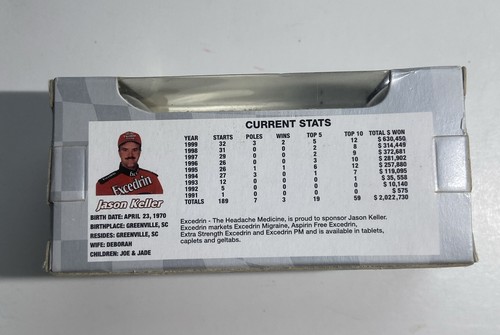 CURRENT STATS
YEAR STARTS POLES WINS TOP 5 TOP 10 TOTAL $ WON
1999 32 3 2 5 12 $ 630,450
1998 31 0 0 2 8 $ 314,449
1997 29 0 0 2 9 $ 372,681
1996 26 0 0 3 10 $ 281,902
1995 26 1 1 6 12 $ 257,880
1994 27 3 0 1 7 $ 119,095
1993 12 0 0 0 1 $ 35,558
1992 5 0 0 0 0 $ 10,140
1991 1 0 0 0 0 $ 575
TOTALS 189 7 3 19 59 $ 2,022,730
Excedrin
Jason Keller
BIRTH DATE: APRIL 23, 1970
BIRTHPLACE: GREENVILLE, SC
RESIDES: GREENVILLE, SC
WIFE: DEBORAH
CHILDREN: JOE & JADE
Excedrin - The Headache Medicine, is proud to sponsor Jason Keller.
Excedrin markets Excedrin Migraine, Aspirin Free Excedrin,
Extra Strength Excedrin and Excedrin PM and is available in tablets,
caplets and geltabs.